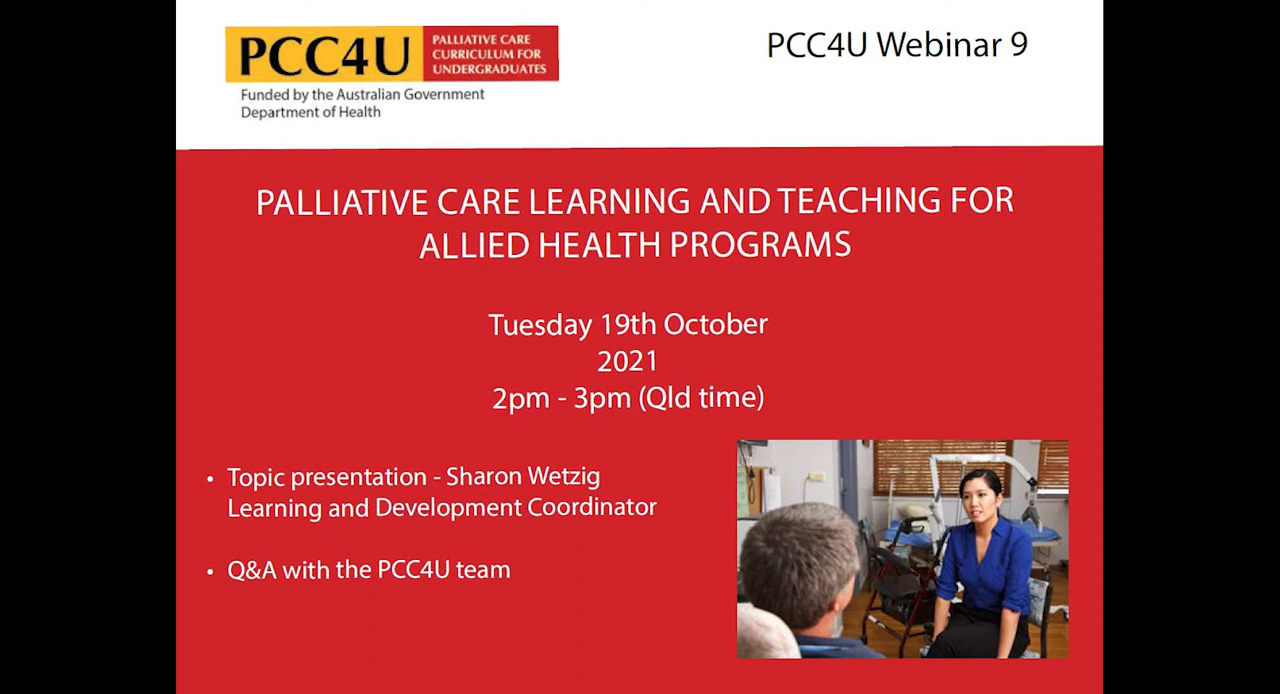 PCC4U
PALLIATIVE CARE
CURRICULUM FOR
UNDERGRADUATES
Funded by the Australian Government
Department of Health
PCC4U Webinar 9
PALLIATIVE CARE LEARNING AND TEACHING FOR
ALLIED HEALTH PROGRAMS
Tuesday 19th October
2021
2pm - 3pm (Qld time)
• Topic presentation - Sharon Wetzig
Learning and Development Coordinator
• Q&A with the PCC4U team